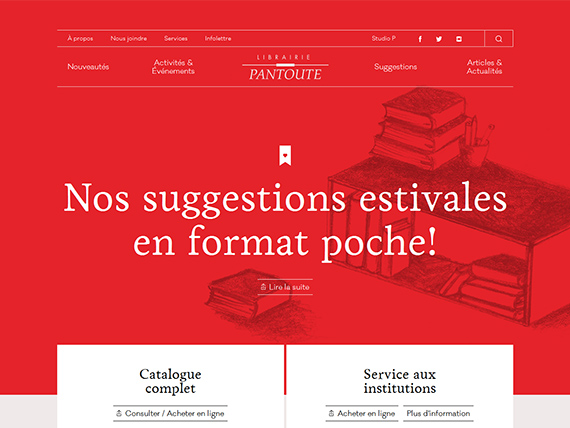 À propos Nous joindre Services Infolettre Studio P
Nouveautés
Activités &
Événements
LIBRAIRIE
PANTOUTE
Suggestions
Articles &
Actualités
Nos suggestions estivales
en format poche!
Lire la suite
Catalogue
complet
Consulter / Acheter en ligne
Service aux
institutions
Acheter en ligne Plus d'information